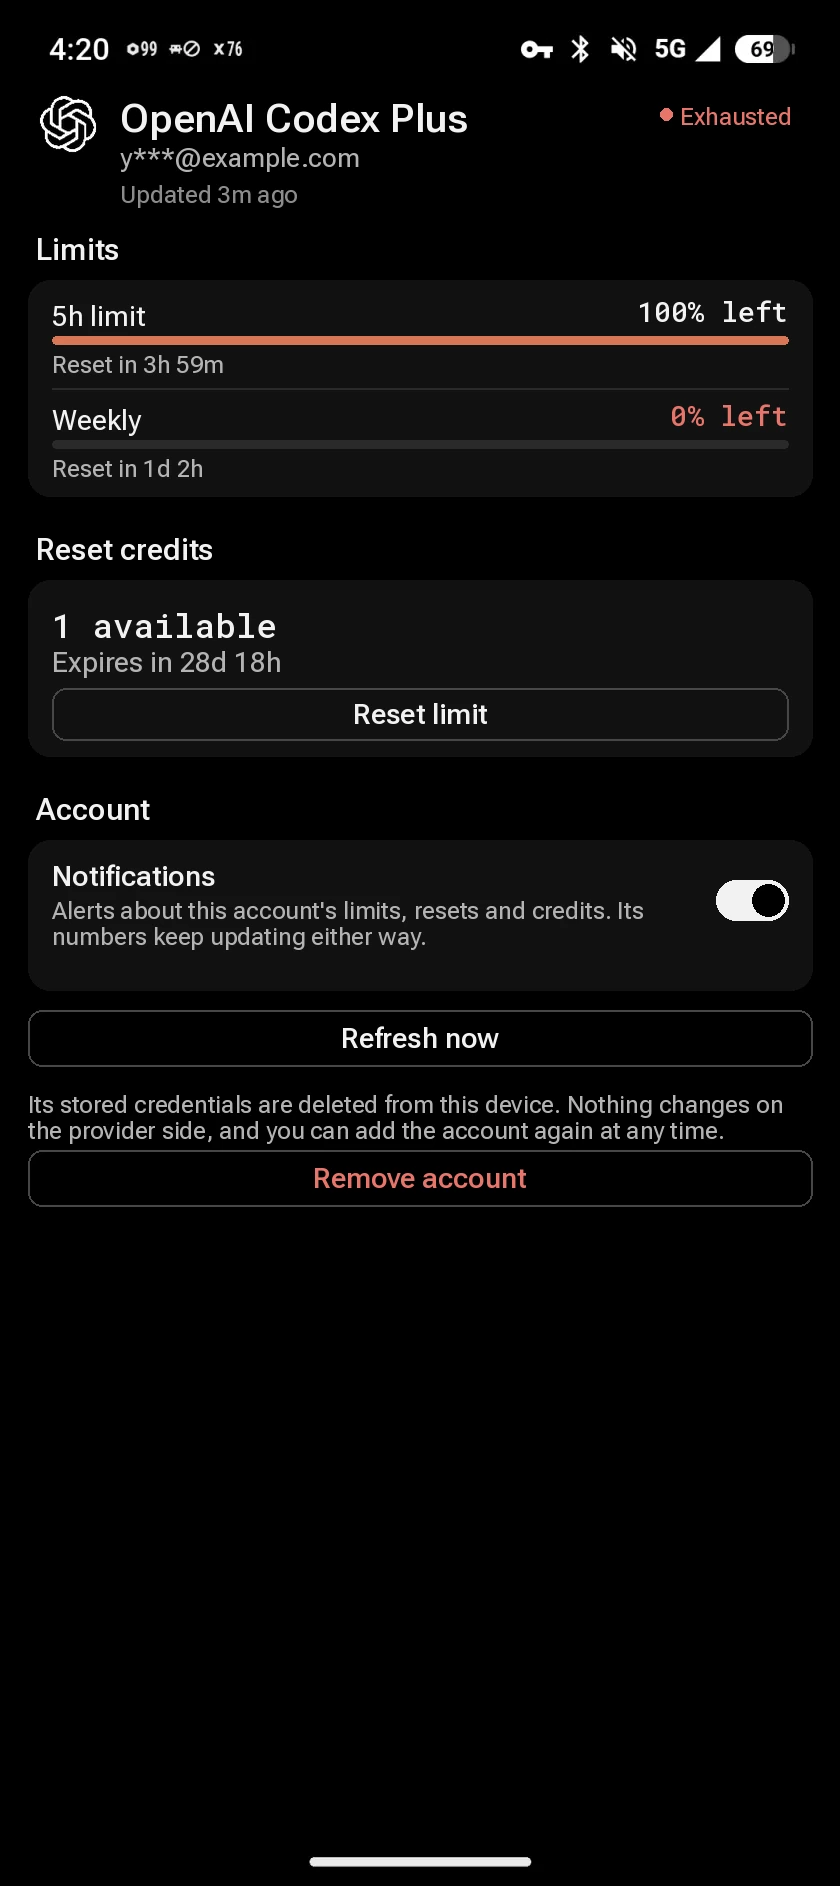 4:20 99 76 5G 69
OpenAI Codex Plus
Exhausted
y***@example.com
Updated 3m ago
Limits
5h limit
100% left
Reset in 3h 59m
Weekly
0% left
Reset in 1d 2h
Reset credits
1 available
Expires in 28d 18h
Reset limit
Account
Notifications
Alerts about this account's limits, resets and credits. Its
numbers keep updating either way.
Refresh now
Its stored credentials are deleted from this device. Nothing changes on
the provider side, and you can add the account again at any time.
Remove account